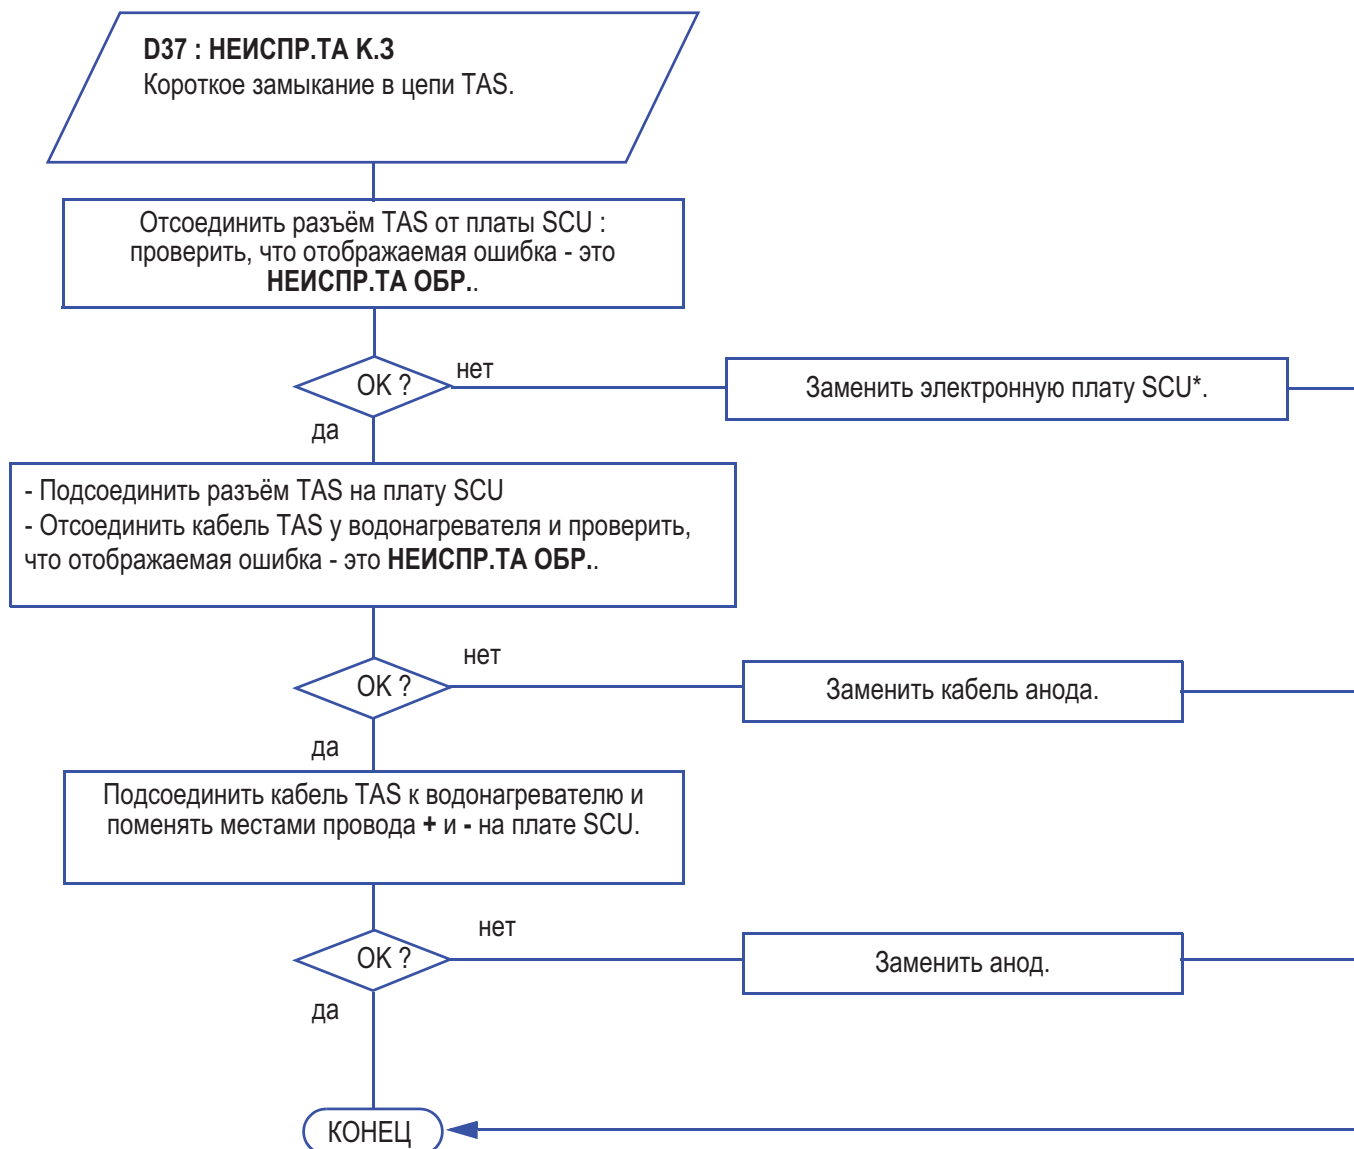 D37 : НЕИСПР.ТА К.З
Короткое замыкание в цепи TAS.
Отсоединить разъём TAS от платы SCU :
проверить, что отображаемая ошибка - это
НЕИСПР.ТА ОБР..
OK ?
нет
Заменить электронную плату SCU*.
да
- Подсоединить разъём TAS на плату SCU
- Отсоединить кабель TAS у водонагревателя и проверить,
что отображаемая ошибка - это НЕИСПР.ТА ОБР..
OK ?
нет
Заменить кабель анода.
да
Подсоединить кабель TAS к водонагревателю и
поменять местами провода + и - на плате SCU.
OK ?
нет
Заменить анод.
да
КОНЕЦ